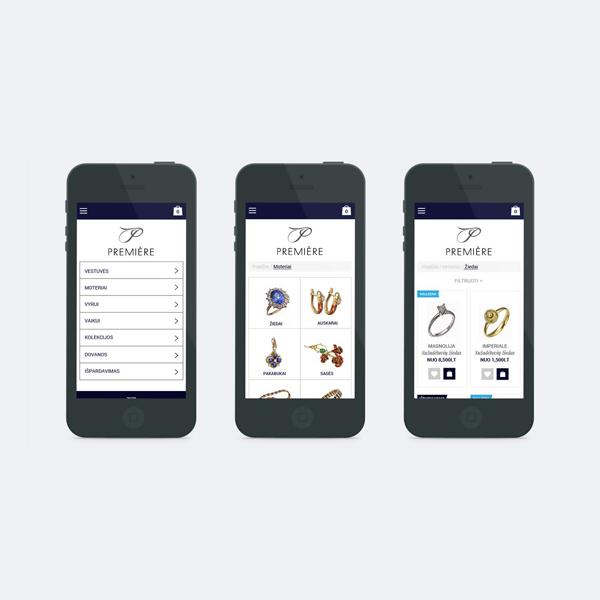 0
PREMIÈRE
VESTUVĖS
MOTERIAI
VYRUI
VAIKUI
KOLEKCIJOS
DOVANOS
IŠPARDAVIMAS
0
PREMIÈRE
Pradžia / Moteriai
ŽIEDAI
AUSKARAI
PAKABUKAI
SAGĖS
0
PREMIÈRE
Pradžia / Moteriai / Žiedai
FILTRUOTI
MAGNOLIJA
IMPERIALE
Sužadėtuvių žiedas
Sužadėtuvių žiedas
NUO 8,500LT
NUO 1,500LT